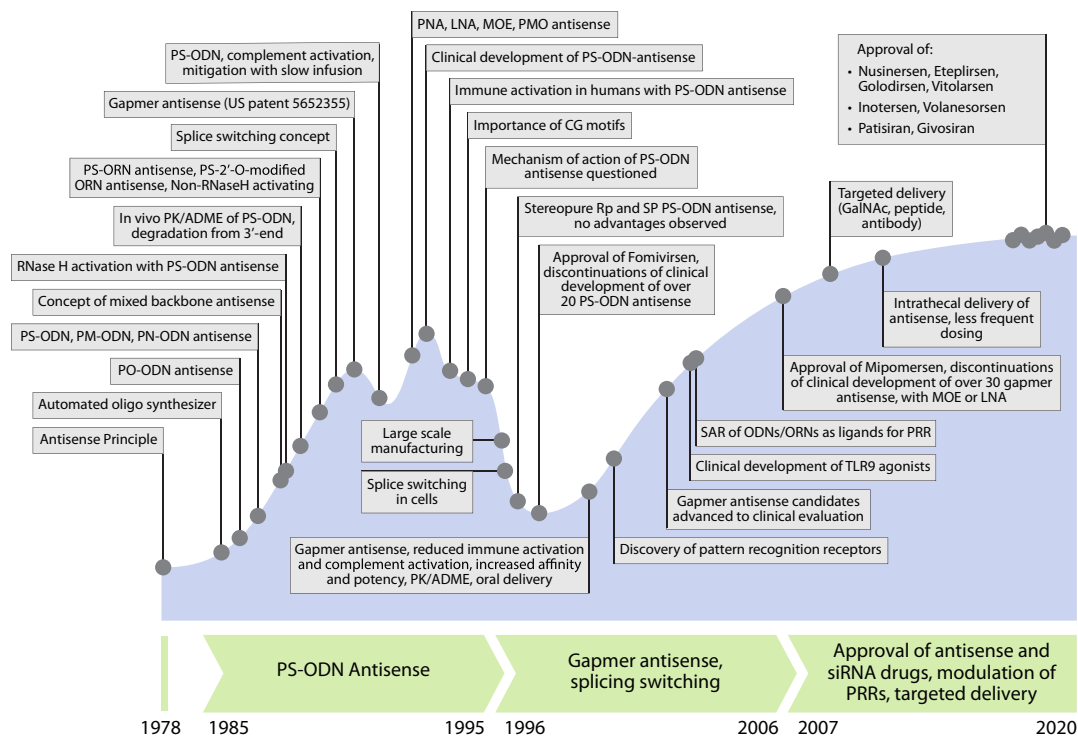 PNA, LNA, MOE, PMO antisense
PS-ODN, complement activation,
mitigation with slow infusion
Clinical development of PS-ODN-antisense
Gapmer antisense (US patent 5652355)
Immune activation in humans with PS-ODN antisense
Splice switching concept
Importance of CG motifs
PS-ORN antisense, PS-2′-O-modified
ORN antisense, Non-RNaseH activating
Mechanism of action of PS-ODN
antisense questioned
In vivo PK/ADME of PS-ODN,
degradation from 3′-end
Stereopure Rp and SP PS-ODN antisense,
no advantages observed
RNase H activation with PS-ODN antisense
Approval of Fomivirsen,
discontinuations of clinical
development of over
20 PS-ODN antisense
Concept of mixed backbone antisense
PS-ODN, PM-ODN, PN-ODN antisense
PO-ODN antisense
Automated oligo synthesizer
Antisense Principle
Large scale
manufacturing
Splice switching
in cells
Gapmer antisense, reduced immune activation
and complement activation, increased affinity
and potency, PK/ADME, oral delivery
Approval of:
• Nusinersen, Eteplirsen,
Golodirsen, Vitolarsen
• Inotersen, Volanesorsen
• Patisiran, Givosiran
Targeted delivery
(GalNAc, peptide,
antibody)
Intrathecal delivery of
antisense, less frequent
dosing
Approval of Mipomersen, discontinuations
of clinical development of over 30 gapmer
antisense, with MOE or LNA
SAR of ODNs/ORNs as ligands for PRR
Clinical development of TLR9 agonists
Gapmer antisense candidates
advanced to clinical evaluation
Discovery of pattern recognition receptors
PS-ODN Antisense
Gapmer antisense,
splicing switching
Approval of antisense and
siRNA drugs, modulation of
PRRs, targeted delivery
1978 1985 1995 1996 2006 2007 2020